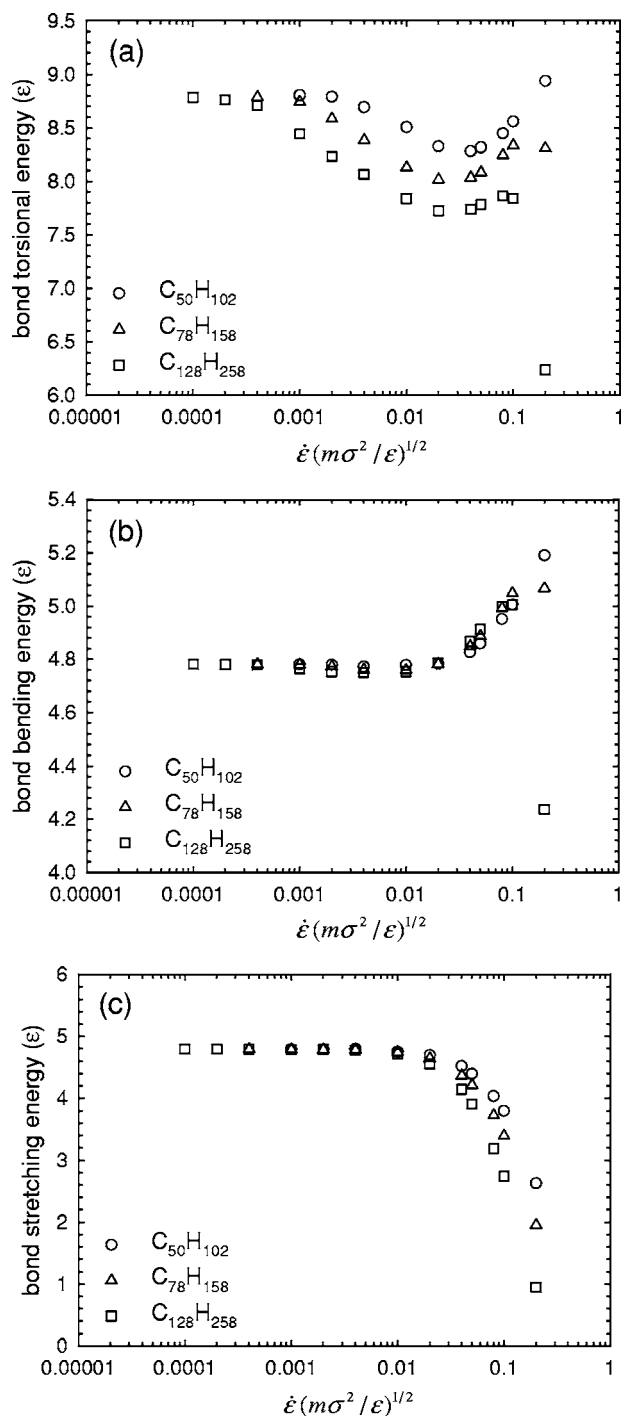 (a)
bond torsional energy (ε)
9.5
9.0
8.5
8.0
7.5
7.0
6.5
6.0
C₅₀H₁₀₂
C₇₈H₁₅₈
C₁₂₈H₂₅₈
0.00001 0.0001 0.001 0.01 0.1 1
ε̇(mσ²/ε)^{1/2}
(b)
bond bending energy (ε)
5.4
5.2
5.0
4.8
4.6
4.4
4.2
4.0
C₅₀H₁₀₂
C₇₈H₁₅₈
C₁₂₈H₂₅₈
0.00001 0.0001 0.001 0.01 0.1 1
ε̇(mσ²/ε)^{1/2}
(c)
bond stretching energy (ε)
6
5
4
3
2
1
0
C₅₀H₁₀₂
C₇₈H₁₅₈
C₁₂₈H₂₅₈
0.00001 0.0001 0.001 0.01 0.1 1
ε̇(mσ²/ε)^{1/2}